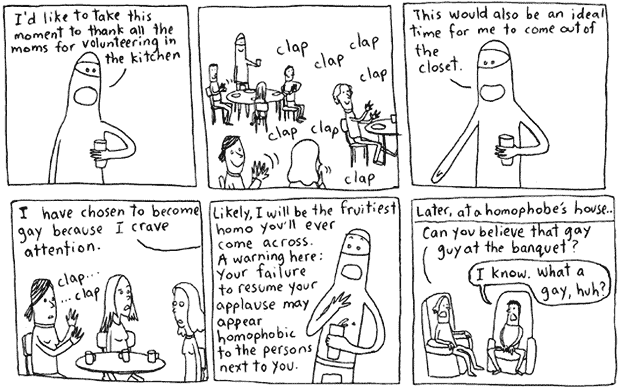 I'd like to take this
moment to thank all the
moms for volunteering in
the kitchen
clap
clap
clap
clap
clap
clap
clap
clap
This would also be an ideal
time for me to come out of
the
closet.
I have chosen to become
gay because I crave
attention.
clap...
...clap
Likely, I will be the fruitiest
homo you'll ever
come across.
A warning here:
Your failure
to resume your
applause may
appear
homophobic
to the persons
next to you.
Later, at a homophobe's house..
Can you believe that gay
guy at the banquet?
I know. What a
gay, huh?